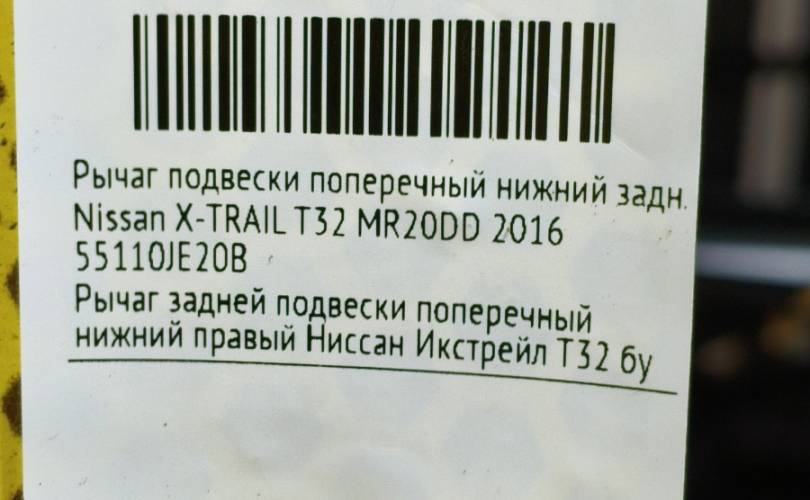 Рычаг подвески поперечный нижний задн.
Nissan X-TRAIL T32 MR20DD 2016
55110JE20B
Рычаг задней подвески поперечный
нижний правый Ниссан Икстрейл Т32 бу